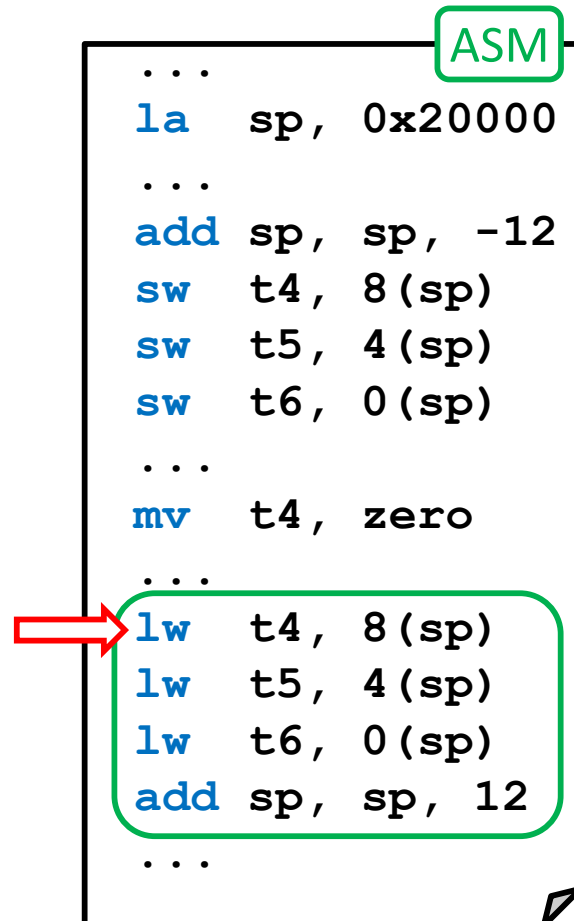 ASM
...
la sp, 0x20000
...
add sp, sp, -12
sw t4, 8(sp)
sw t5, 4(sp)
sw t6, 0(sp)
...
mv t4, zero
...
lw t4, 8(sp)
lw t5, 4(sp)
lw t6, 0(sp)
add sp, sp, 12
...